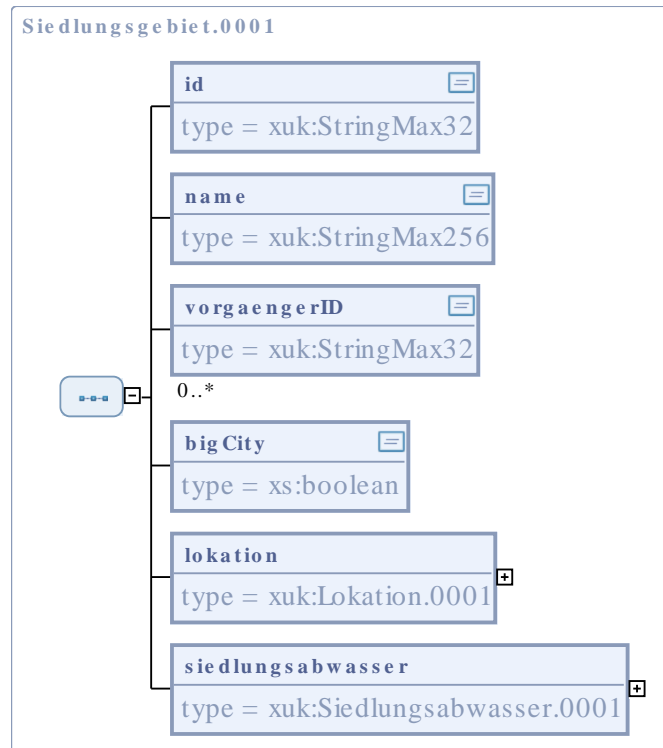 Siedlungsgebiet.0001
id
type = xuk:StringMax32
name
type = xuk:StringMax256
vorgaengerID
type = xuk:StringMax32
0..*
bigCity
type = xs:boolean
lokation
type = xuk:Lokation.0001
siedlungsabwasser
type = xuk:Siedlungsabwasser.0001